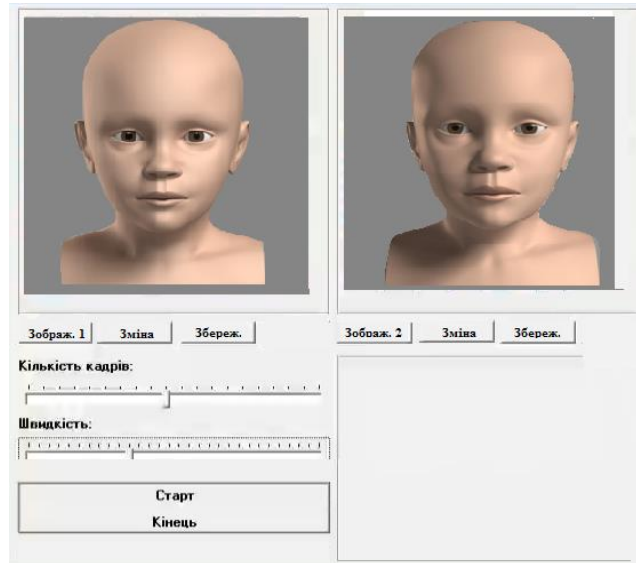 Зображ. 1 Зміна Збереж. Зображ. 2 Зміна Збереж.
Кількість кадрів:
Швидкість:
Старт
Кінець